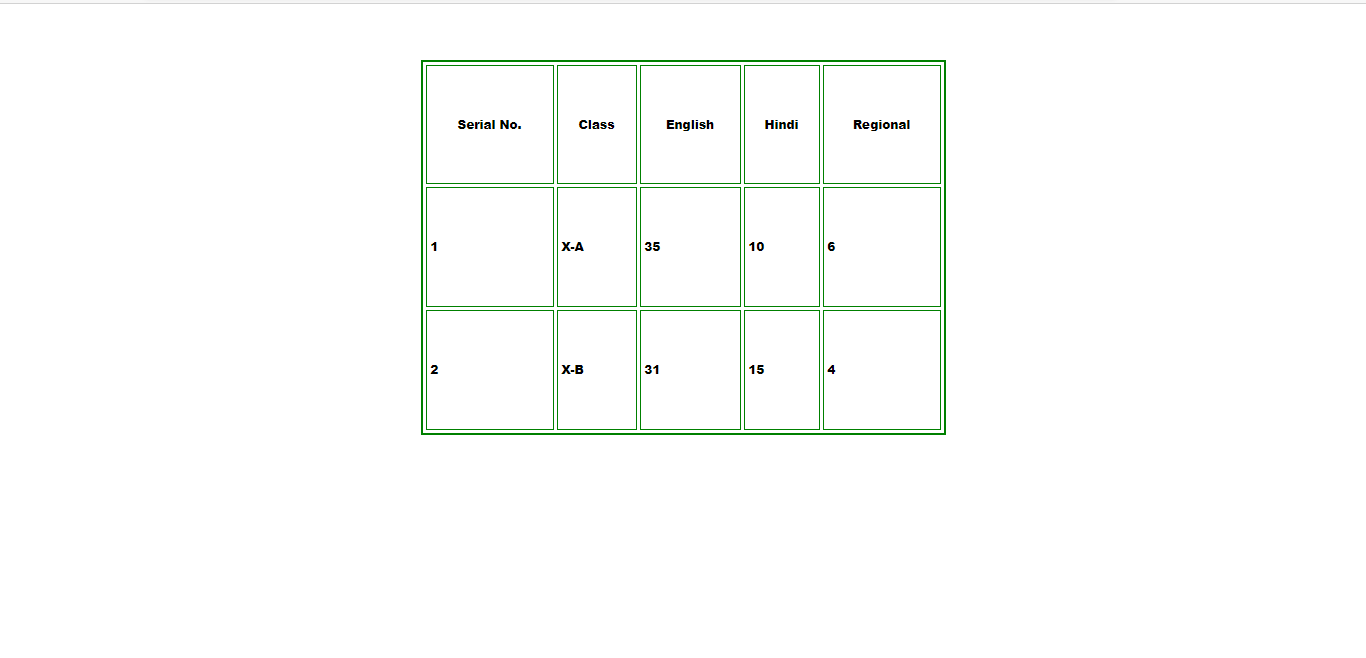 Serial No. Class English Hindi Regional
1 X-A 35 10 6
2 X-B 31 15 4